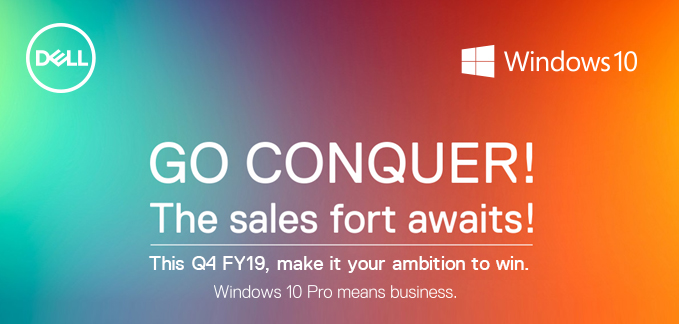 DELL
Windows 10
GO CONQUER!
The sales fort awaits!
This Q4 FY19, make it your ambition to win.
Windows 10 Pro means business.